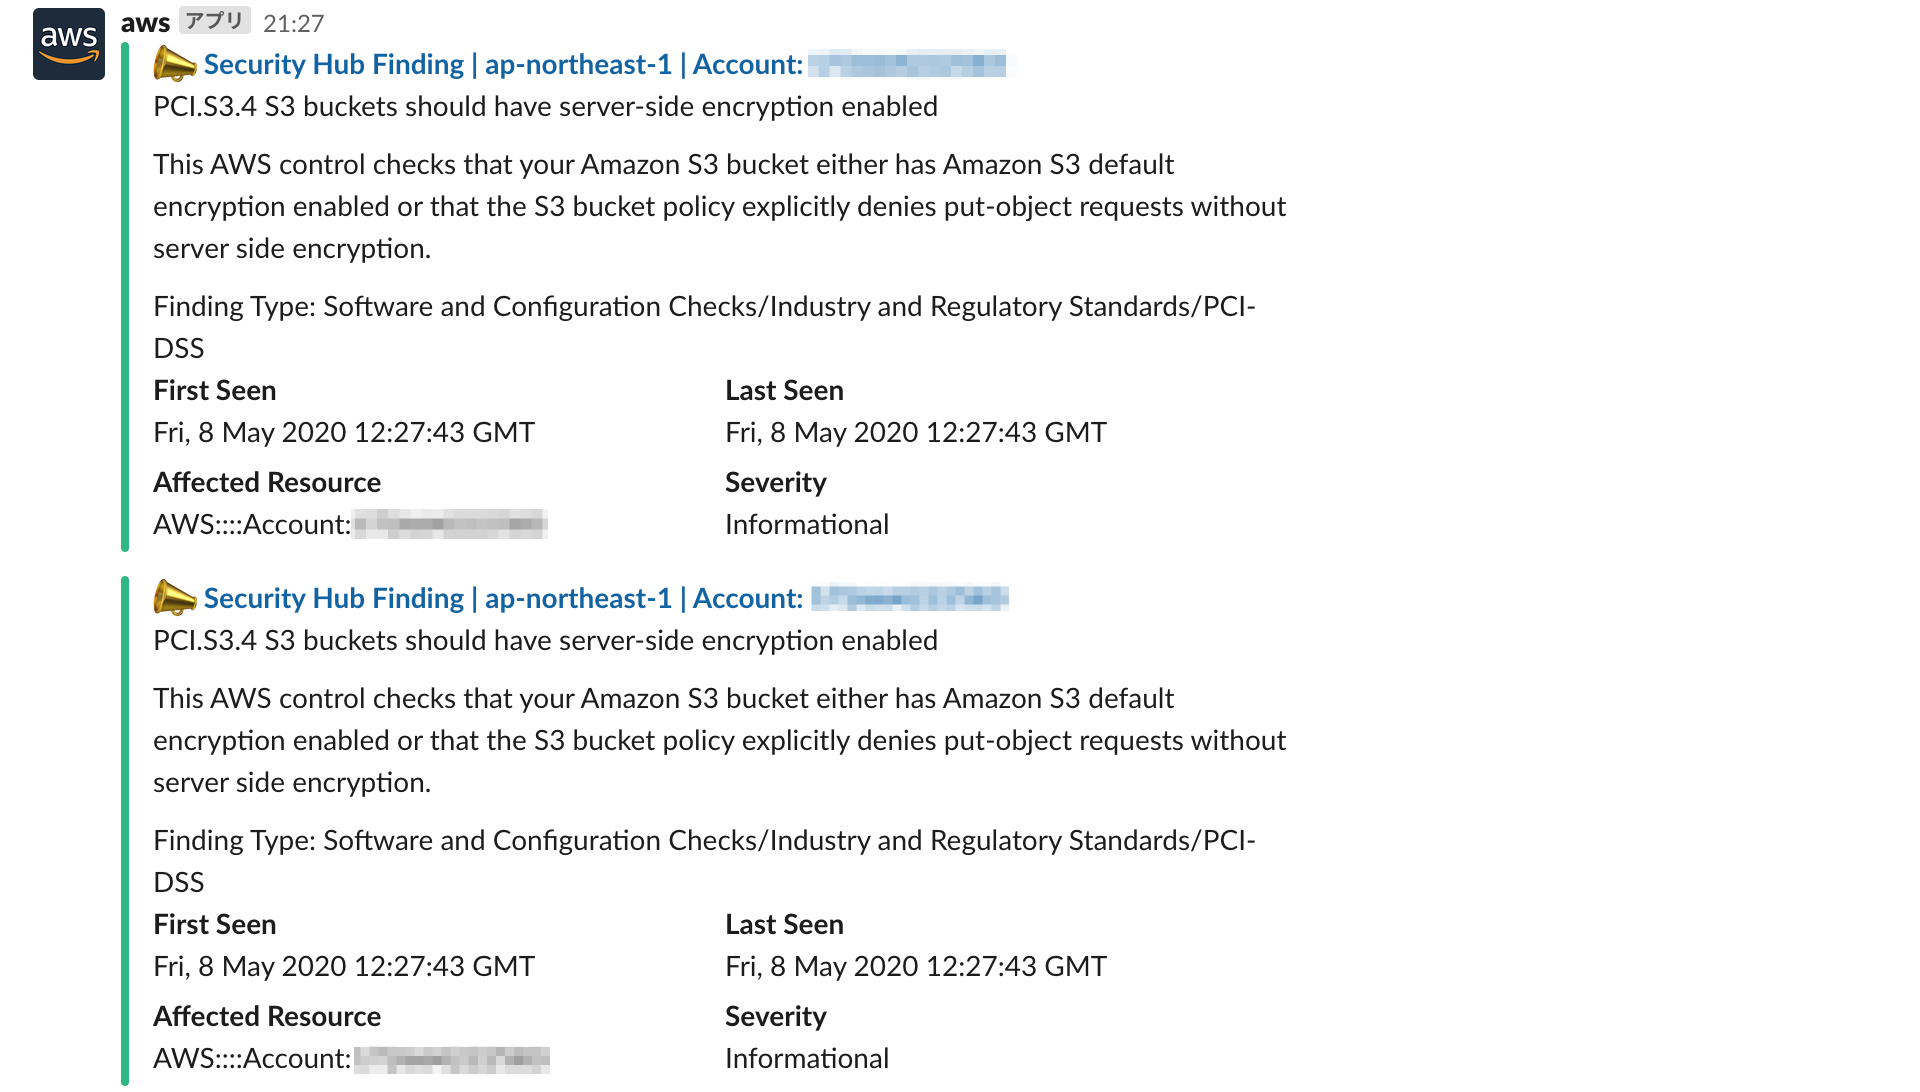 aws
aws アプリ 21:27
Security Hub Finding | ap-northeast-1 | Account:
PCI.S3.4 S3 buckets should have server-side encryption enabled
This AWS control checks that your Amazon S3 bucket either has Amazon S3 default
encryption enabled or that the S3 bucket policy explicitly denies put-object requests without
server side encryption.
Finding Type: Software and Configuration Checks/Industry and Regulatory Standards/PCI-
DSS
First Seen Last Seen
Fri, 8 May 2020 12:27:43 GMT Fri, 8 May 2020 12:27:43 GMT
Affected Resource Severity
AWS::::Account: Informational
Security Hub Finding | ap-northeast-1 | Account:
PCI.S3.4 S3 buckets should have server-side encryption enabled
This AWS control checks that your Amazon S3 bucket either has Amazon S3 default
encryption enabled or that the S3 bucket policy explicitly denies put-object requests without
server side encryption.
Finding Type: Software and Configuration Checks/Industry and Regulatory Standards/PCI-
DSS
First Seen Last Seen
Fri, 8 May 2020 12:27:43 GMT Fri, 8 May 2020 12:27:43 GMT
Affected Resource Severity
AWS::::Account: Informational